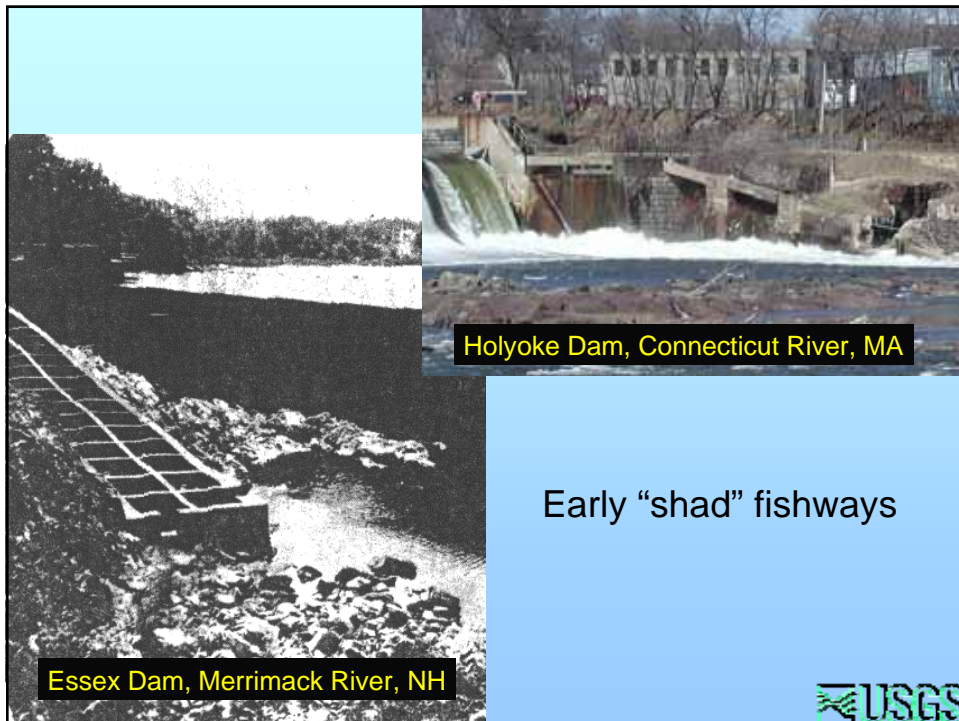 Holyoke Dam, Connecticut River, MA
Early “shad” fishways
Essex Dam, Merrimack River, NH
USGS